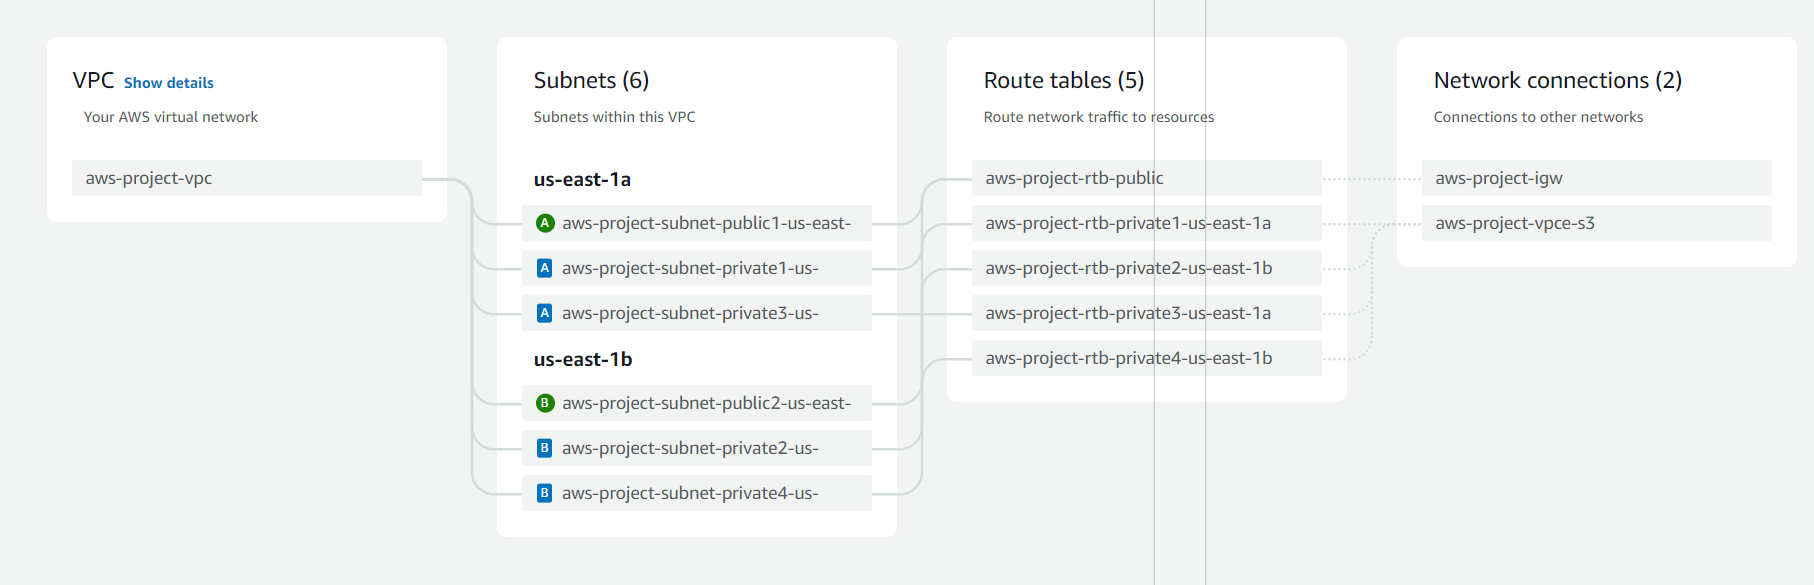 VPC Show details
Your AWS virtual network
aws-project-vpc
Subnets (6)
Subnets within this VPC
us-east-1a
A aws-project-subnet-public1-us-east-
A aws-project-subnet-private1-us-
A aws-project-subnet-private3-us-
us-east-1b
B aws-project-subnet-public2-us-east-
B aws-project-subnet-private2-us-
B aws-project-subnet-private4-us-
Route tables (5)
Route network traffic to resources
aws-project-rtb-public
aws-project-rtb-private1-us-east-1a
aws-project-rtb-private2-us-east-1b
aws-project-rtb-private3-us-east-1a
aws-project-rtb-private4-us-east-1b
Network connections (2)
Connections to other networks
aws-project-igw
aws-project-vpce-s3